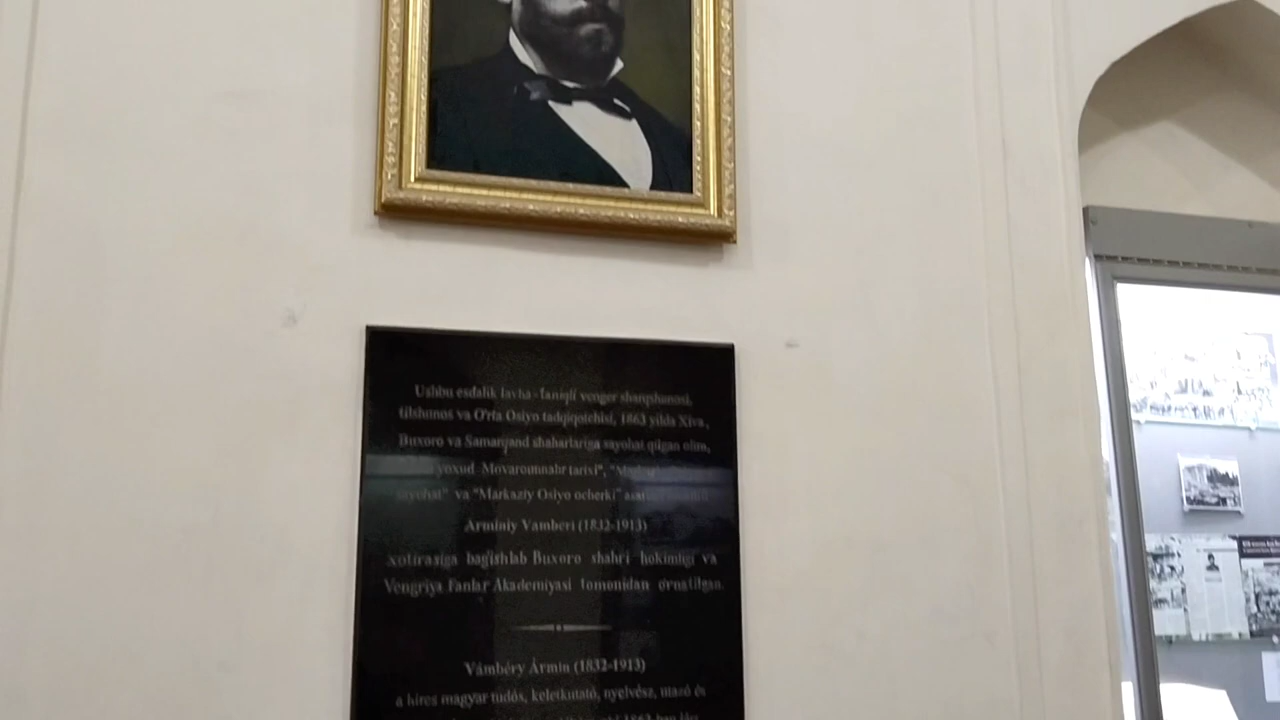 Ushbu esdalik lavha-taniqli venger sharqshunosi,
tilshunos va O'rta Osiyo tadqiqotchisi, 1863 yilda Xiva,
Buxoro va Samarqand shaharlariga sayohat qilgan olim,
yoxud Movarounnahr tarixi",
sayohat" va "Markaziy Osiyo ocherki"
Arminiy Vamberi (1832-1913)
xotirasiga bag'ishlab Buxoro shahri hokimligi va
Vengriya Fanlar Akademiyasi tomonidan o'rnatilgan.
Vámbéry Ármin (1832-1913)
a híres magyar tudós, keletkutató, nyelvész, utazó és